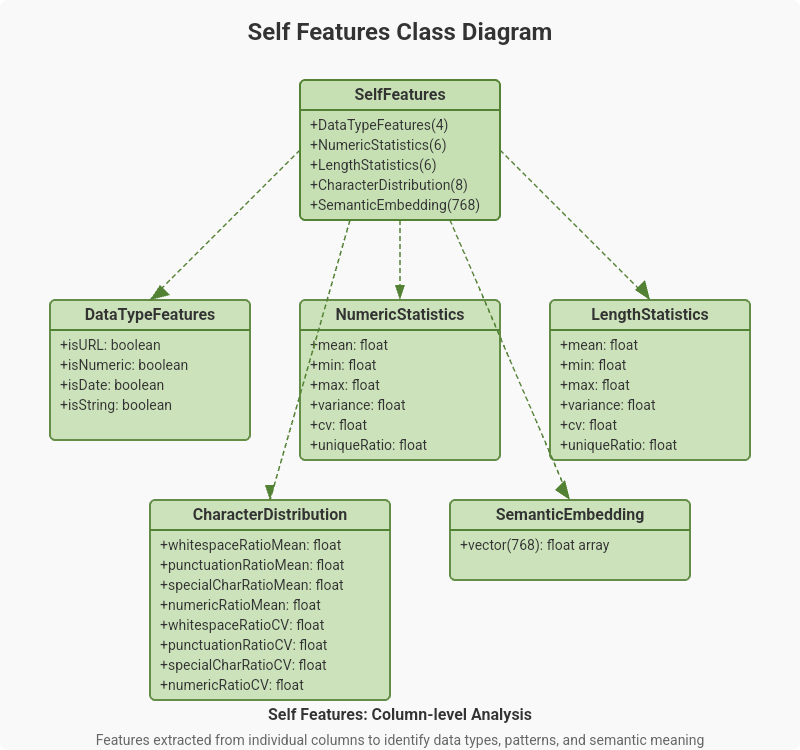 Self Features Class Diagram
SelfFeatures
+DataTypeFeatures(4)
+NumericStatistics(6)
+LengthStatistics(6)
+CharacterDistribution(8)
+SemanticEmbedding(768)
DataTypeFeatures
+isURL: boolean
+isNumeric: boolean
+isDate: boolean
+isString: boolean
NumericStatistics
+mean: float
+min: float
+max: float
+variance: float
+cv: float
+uniqueRatio: float
LengthStatistics
+mean: float
+min: float
+max: float
+variance: float
+cv: float
+uniqueRatio: float
CharacterDistribution
+whitespaceRatioMean: float
+punctuationRatioMean: float
+specialCharRatioMean: float
+numericRatioMean: float
+whitespaceRatioCV: float
+punctuationRatioCV: float
+specialCharRatioCV: float
+numericRatioCV: float
SemanticEmbedding
+vector(768): float array
Self Features: Column-level Analysis
Features extracted from individual columns to identify data types, patterns, and semantic meaning